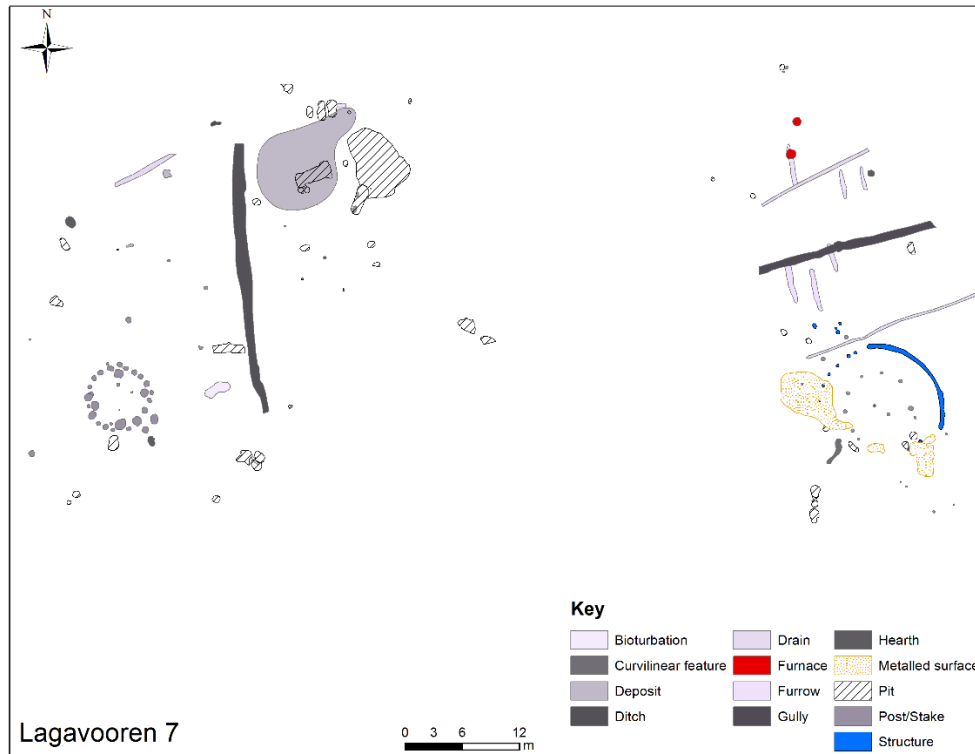 N
Key
Bioturbation
Curvilinear feature
Deposit
Ditch
Drain
Furnace
Furrow
Gully
Hearth
Metalled surface
Pit
Post/Stake
Structure
Lagavooren 7
0 3 6 12
m